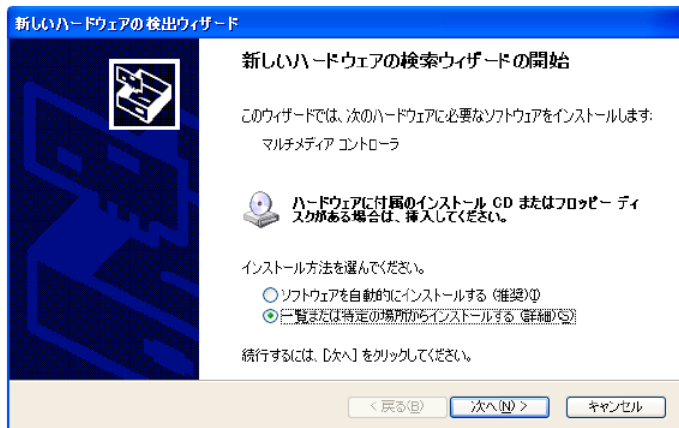 新しいハードウェアの検出ウィザード
新しいハードウェアの検索ウィザードの開始
このウィザードでは、次のハードウェアに必要なソフトウェアをインストールします:
マルチメディア コントローラ
ハードウェアに付属のインストール CD またはフロッピー ディ
スクがある場合は、挿入してください。
インストール方法を選んでください。
ソフトウェアを自動的にインストールする (推奨)(I)
一覧または特定の場所からインストールする (詳細)(S)
続行するには、[次へ] をクリックしてください。
< 戻る(B) 次へ(N) > キャンセル